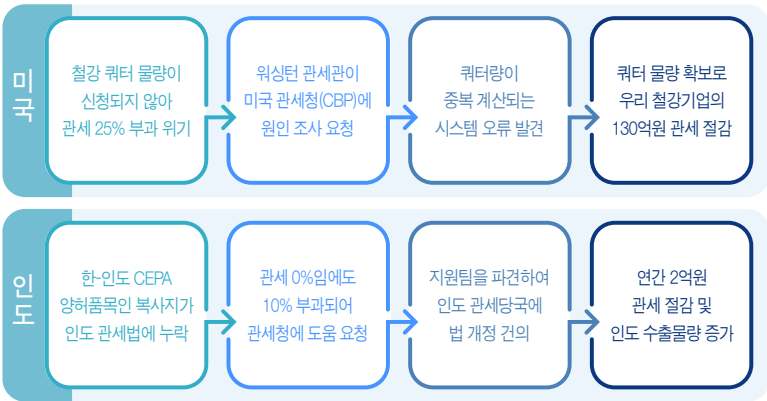 미국
철강 쿼터 물량이
신청되지 않아
관세 25% 부과 위기
워싱턴 관세관이
미국 관세청(CBP)에
원인 조사 요청
쿼터량이
중복 계산되는
시스템 오류 발견
쿼터 물량 확보로
우리 철강기업의
130억원 관세 절감
인도
한-인도 CEPA
양허품목인 복사지가
인도 관세법에 누락
관세 0%임에도
10% 부과되어
관세청에 도움 요청
지원팀을 파견하여
인도 관세당국에
법 개정 건의
연간 2억원
관세 절감 및
인도 수출물량 증가